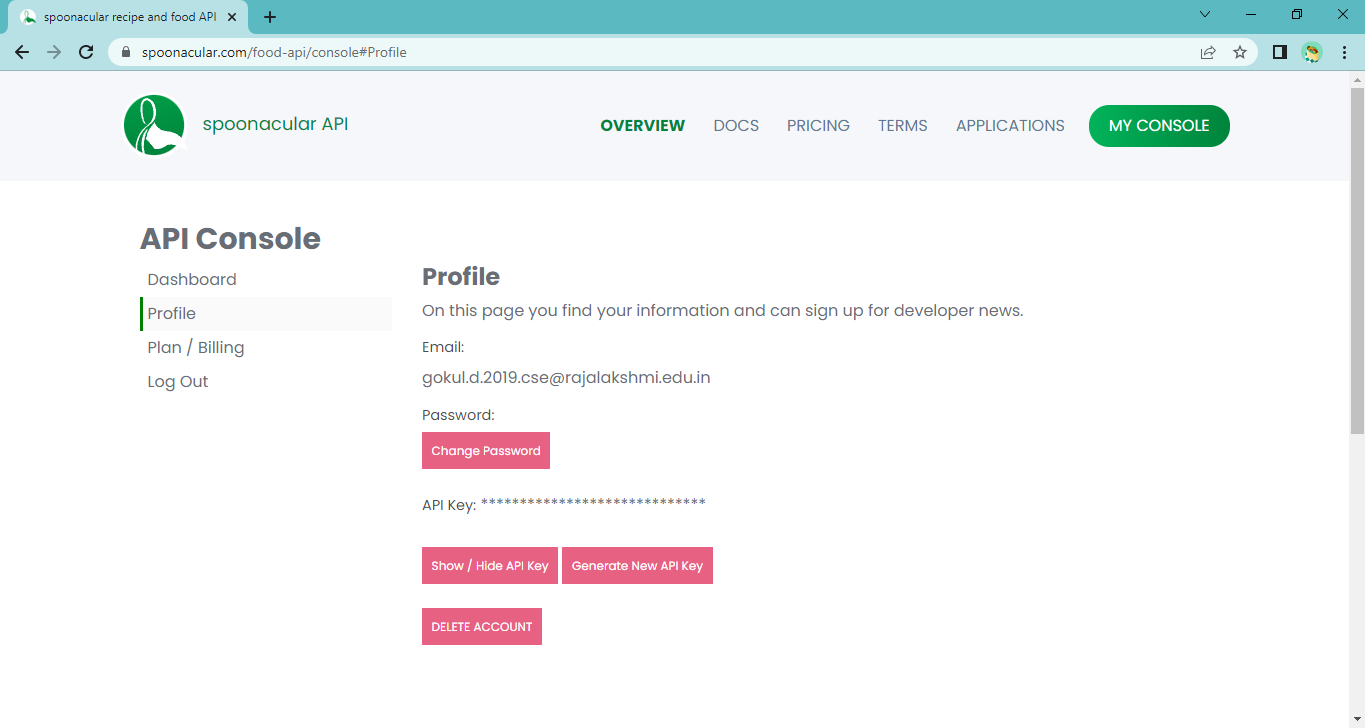 spoonacular recipe and food API
spoonacular.com/food-api/console#Profile
spoonacular API
OVERVIEW DOCS PRICING TERMS APPLICATIONS MY CONSOLE
API Console
Dashboard
Profile
Plan / Billing
Log Out
Profile
On this page you find your information and can sign up for developer news.
Email:
gokul.d.2019.cse@rajalakshmi.edu.in
Password:
Change Password
API Key: *****************************
Show / Hide API Key Generate New API Key
DELETE ACCOUNT